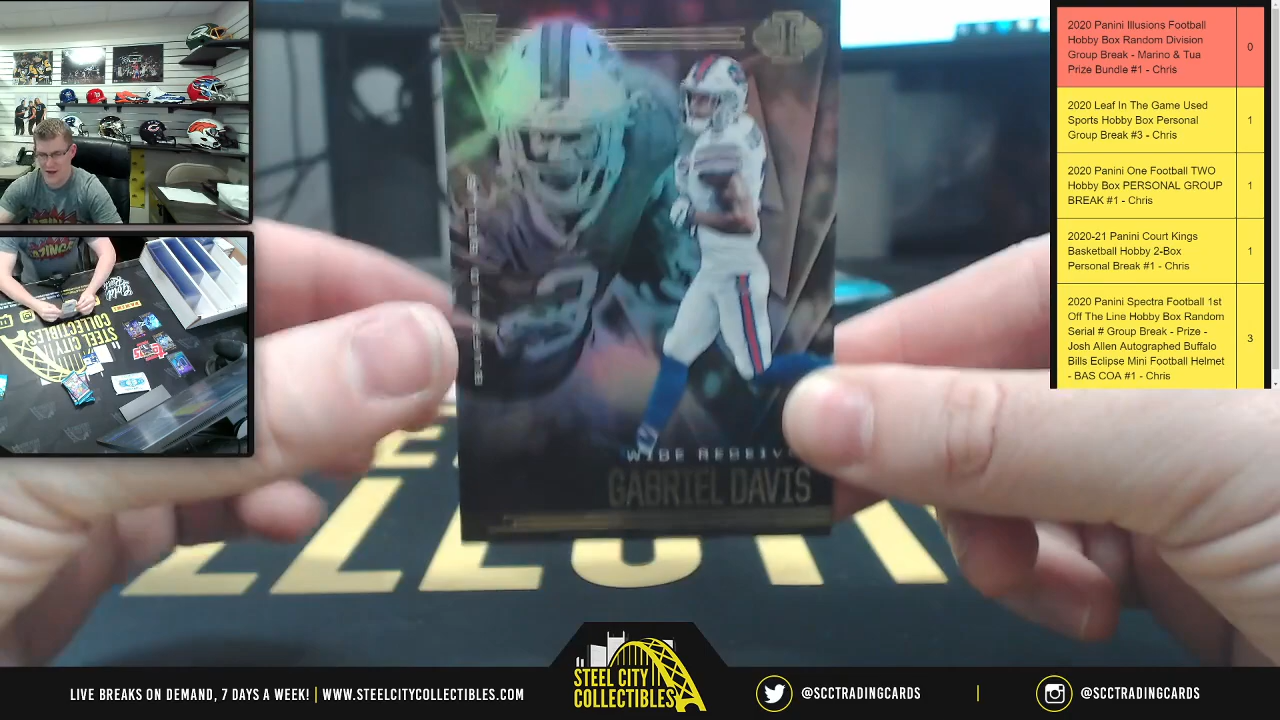 2020 Panini Illusions Football
Hobby Box Random Division
Group Break - Marino & Tua
Prize Bundle #1 - Chris
0
2020 Leaf In The Game Used
Sports Hobby Box Personal
Group Break #3 - Chris
1
2020 Panini One Football TWO
Hobby Box PERSONAL GROUP
BREAK #1 - Chris
1
2020-21 Panini Court Kings
Basketball Hobby 2-Box
Personal Break #1 - Chris
1
2020 Panini Spectra Football 1st
Off The Line Hobby Box Random
Serial # Group Break - Prize -
Josh Allen Autographed Buffalo
Bills Eclipse Mini Football Helmet
- BAS COA #1 - Chris
3
BUFFALO BILLS
WIDE
GABRIEL DAVIS
STEEL CITY
COLLECTIBLES
LIVE BREAKS ON DEMAND, 7 DAYS A WEEK! | WWW.STEELCITYCOLLECTIBLES.COM
STEEL CITY
COLLECTIBLES
@SCCTRADINGCARDS
@SCCTRADINGCARDS